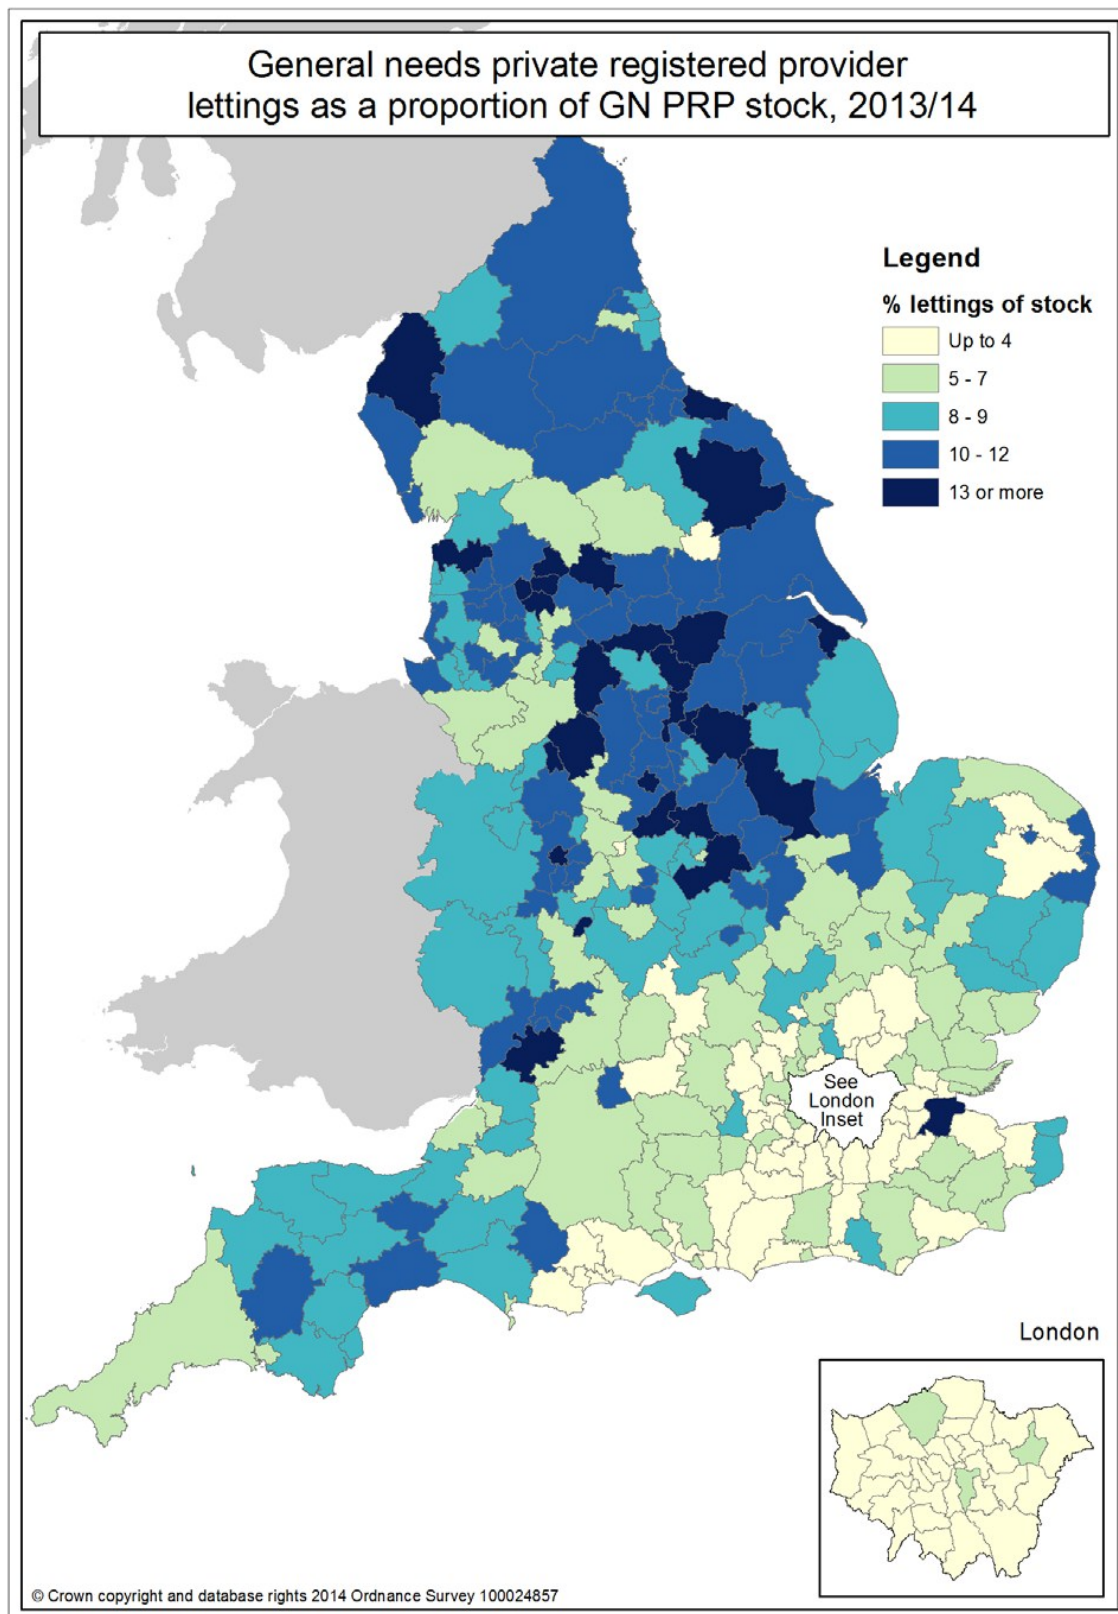 General needs private registered provider
lettings as a proportion of GN PRP stock, 2013/14
Legend
% lettings of stock
Up to 4
5 - 7
8 - 9
10 - 12
13 or more
See
London
Inset
London
© Crown copyright and database rights 2014 Ordnance Survey 100024857